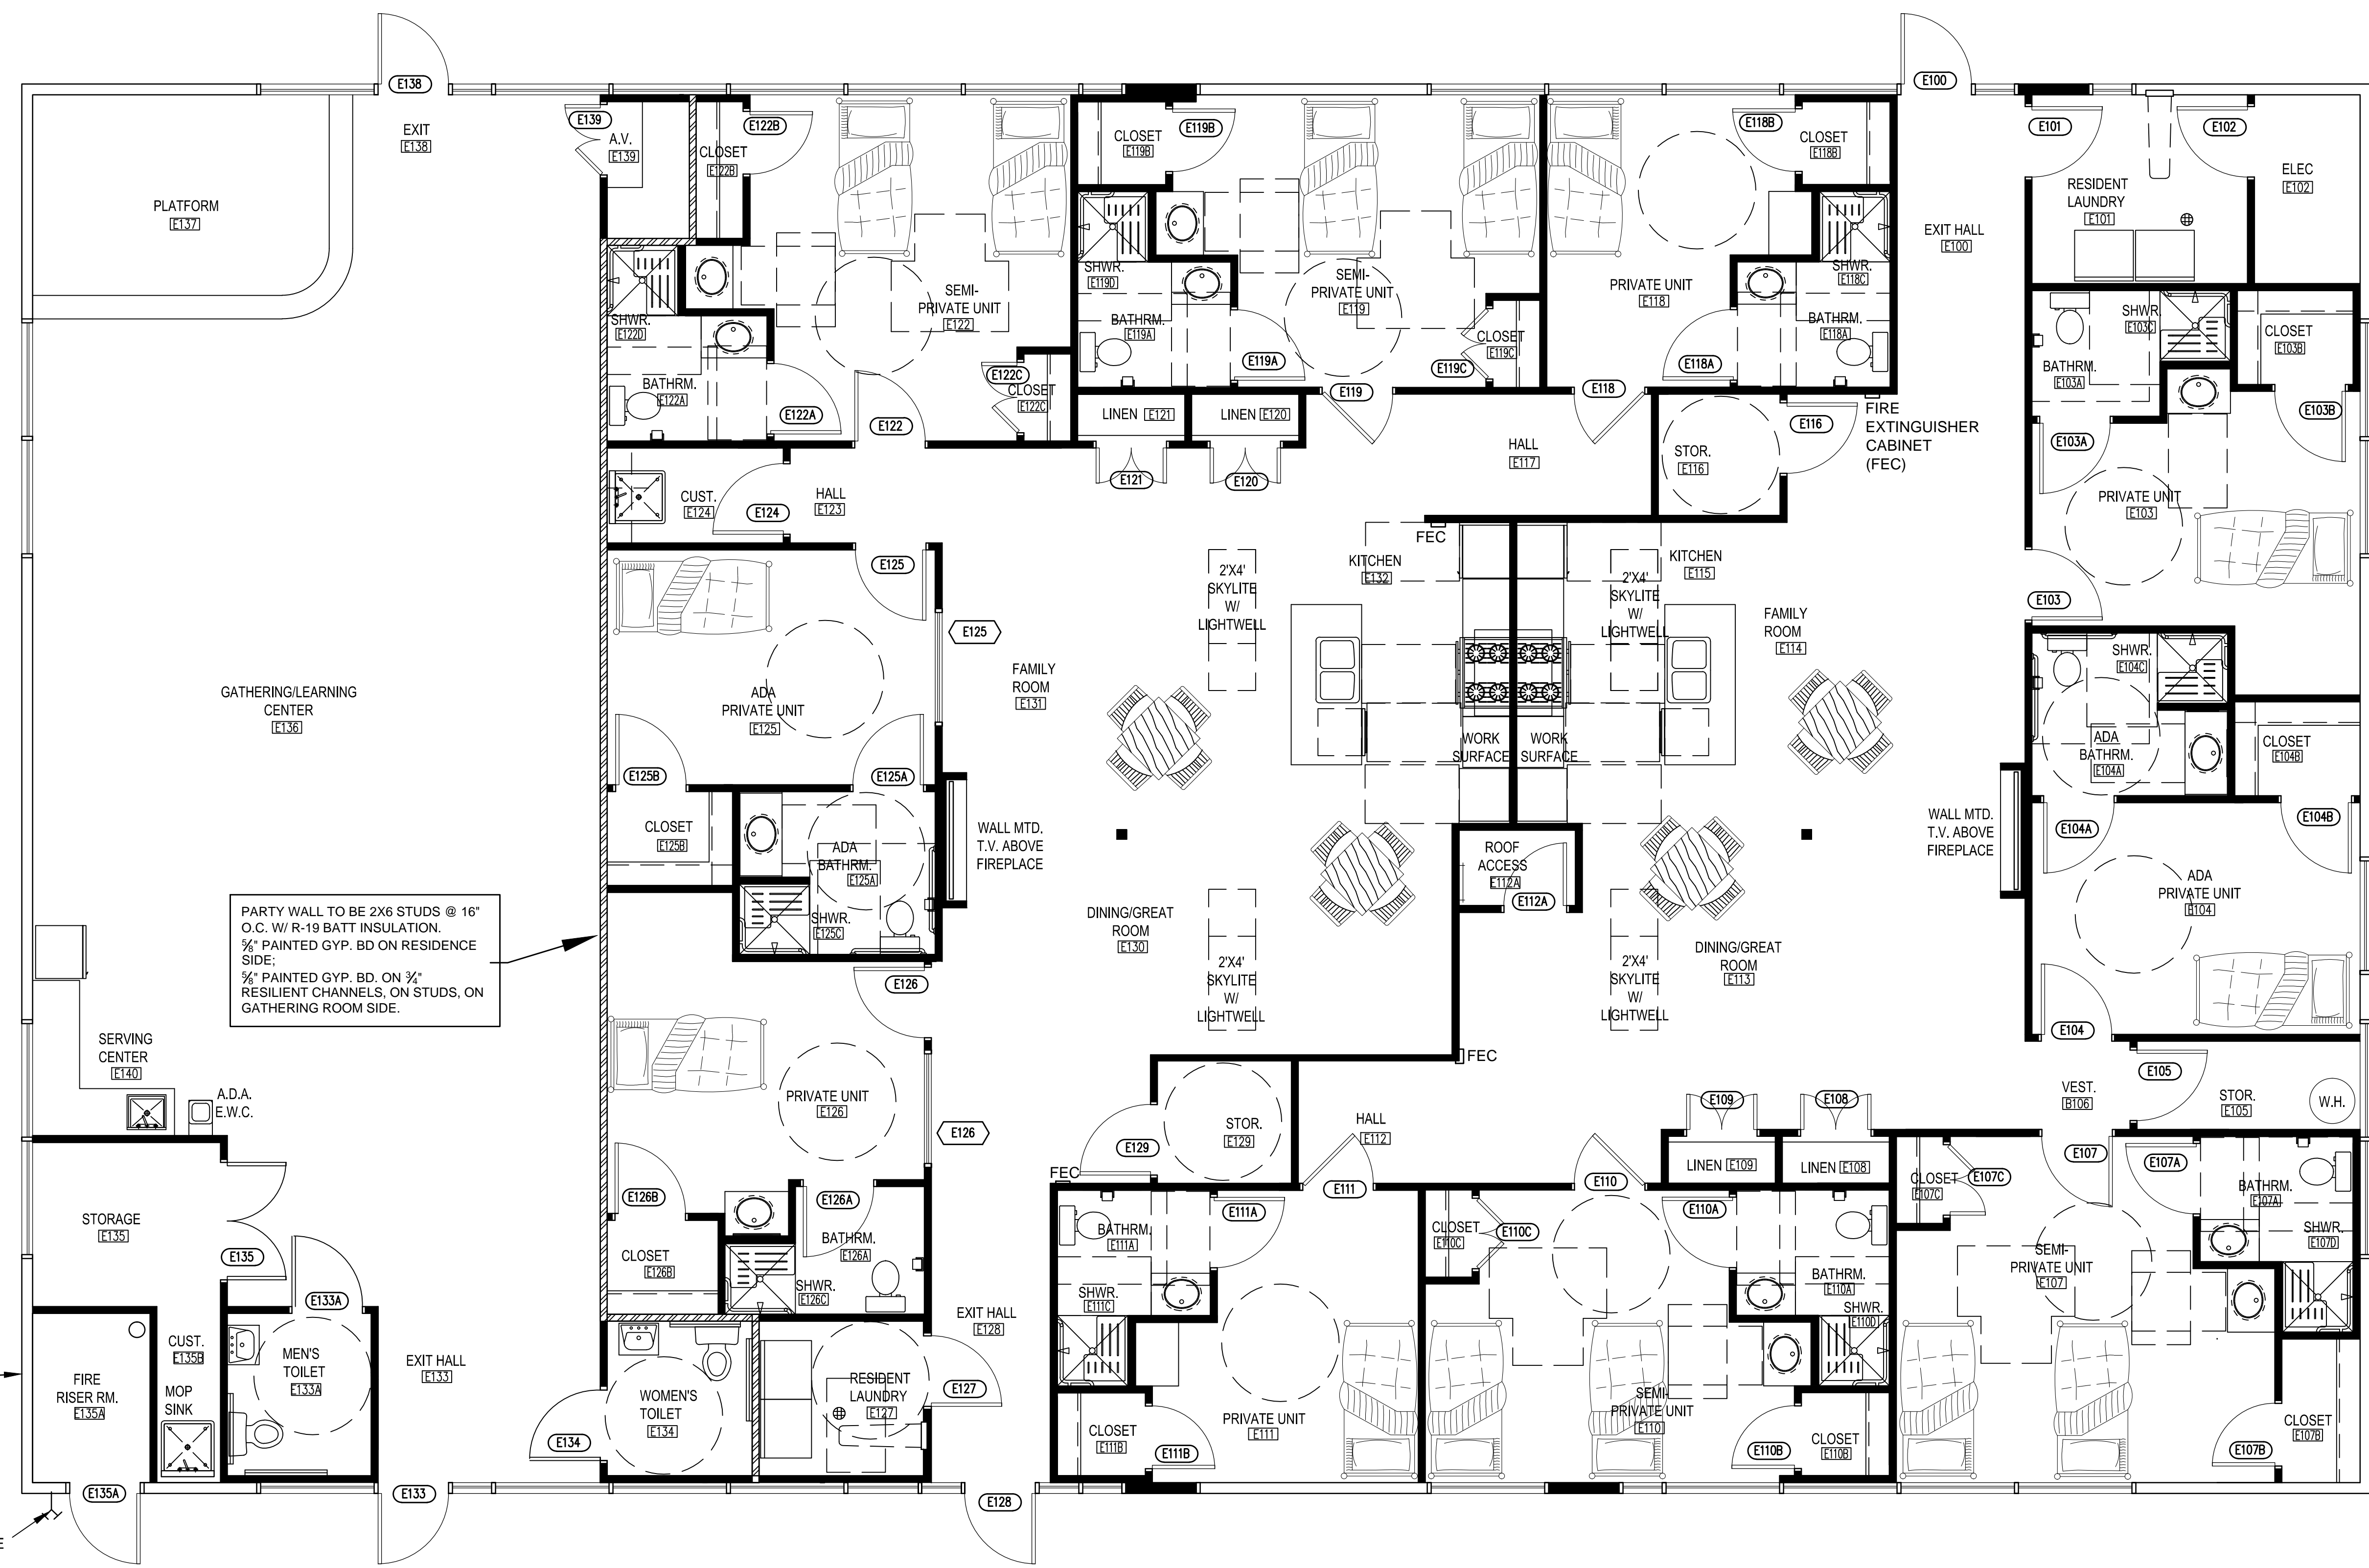 E138
E100
EXIT
E138
E139
A.V.
E139
E122B
CLOSET
E122B
CLOSET
E119B
E119B
E118B
CLOSET
E118B
E101
E102
RESIDENT
LAUNDRY
E101
ELEC
E102
PLATFORM
E137
EXIT HALL
E100
SHWR.
E122D
SEMI-
PRIVATE UNIT
E122
SHWR.
E119D
SEMI-
PRIVATE UNIT
E119
PRIVATE UNIT
E118
SHWR.
E118C
BATHRM.
E119A
BATHRM.
E118A
SHWR.
E103C
CLOSET
E103B
BATHRM.
E103A
BATHRM.
E122A
E122C
CLOSET
E122C
E119A
CLOSET
E119C
E119C
E118A
E122A
E122
E119
E118
LINEN E121
LINEN E120
E116
FIRE
EXTINGUISHER
CABINET
(FEC)
E103A
E103B
HALL
E117
STOR.
E116
E121
E120
CUST.
E124
E124
HALL
E123
PRIVATE UNIT
E103
FEC
E125
KITCHEN
E132
KITCHEN
E115
2'X4'
SKYLITE
W/
LIGHTWELL
2'X4'
SKYLITE
W/
LIGHTWELL
E103
E125
FAMILY
ROOM
E114
FAMILY
ROOM
E131
GATHERING/LEARNING
CENTER
E136
ADA
PRIVATE UNIT
E125
SHWR.
E104C
ADA
BATHRM.
E104A
CLOSET
E104B
WORK
SURFACE
WORK
SURFACE
E125B
E125A
CLOSET
E125B
ADA
BATHRM.
E125A
WALL MTD.
T.V. ABOVE
FIREPLACE
WALL MTD.
T.V. ABOVE
FIREPLACE
E104A
E104B
ROOF
ACCESS
E112A
E112A
ADA
PRIVATE UNIT
B104
PARTY WALL TO BE 2X6 STUDS @ 16"
O.C. W/ R-19 BATT INSULATION.
⅝" PAINTED GYP. BD ON RESIDENCE
SIDE;
⅝" PAINTED GYP. BD. ON ¾"
RESILIENT CHANNELS, ON STUDS, ON
GATHERING ROOM SIDE.
SHWR.
E125C
DINING/GREAT
ROOM
E130
DINING/GREAT
ROOM
E113
E126
2'X4'
SKYLITE
W/
LIGHTWELL
2'X4'
SKYLITE
W/
LIGHTWELL
SERVING
CENTER
E140
A.D.A.
E.W.C.
FEC
E104
E105
VEST.
B106
STOR.
E105
W.H.
PRIVATE UNIT
E126
E126
STOR.
E129
E129
HALL
E112
E109
E108
LINEN E109
LINEN E108
E107
E107A
FEC
E126B
E126A
E111
E110
CLOSET
E107C
E107C
BATHRM.
E107A
STORAGE
E135
E135
CLOSET
E126B
BATHRM.
E126A
BATHRM.
E111A
E111A
CLOSET
E110C
E110C
E110A
SHWR.
E107D
SHWR.
E126C
SHWR.
E111C
BATHRM.
E110A
SHWR.
E110D
SEMI-
PRIVATE UNIT
E107
E133A
EXIT HALL
E128
CUST.
E135B
MEN'S
TOILET
E133A
EXIT HALL
E133
FIRE
RISER RM.
E135A
MOP
SINK
WOMEN'S
TOILET
E134
RESIDENT
LAUNDRY
E127
E127
E134
CLOSET
E111B
E111B
PRIVATE UNIT
E111
SEMI-
PRIVATE UNIT
E110
E110B
CLOSET
E110B
E107B
CLOSET
E107B
E135A
E133
E128
E